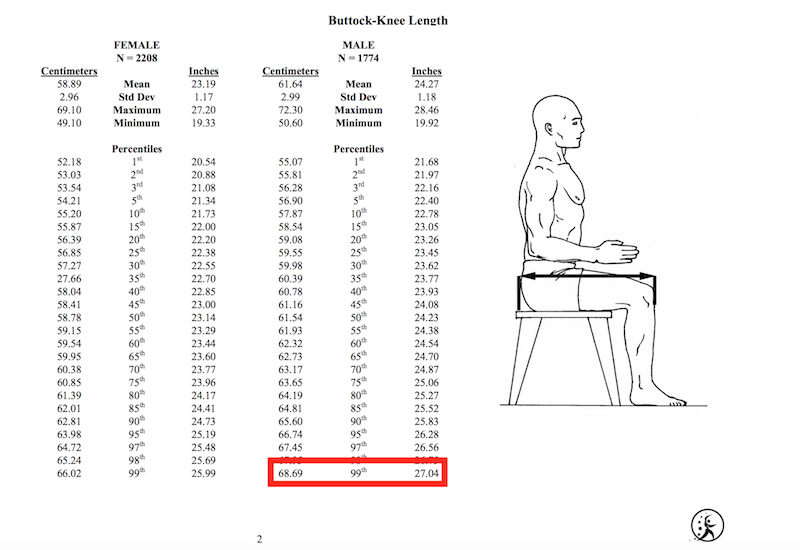 Buttock-Knee Length
FEMALE MALE
N = 2208 N = 1774
Centimeters Inches Centimeters Inches
58.89 Mean 23.19 61.64 Mean 24.27
2.96 Std Dev 1.17 2.99 Std Dev 1.18
69.10 Maximum 27.20 72.30 Maximum 28.46
49.10 Minimum 19.33 50.60 Minimum 19.92
Percentiles Percentiles
52.18 1st 20.54 55.07 1st 21.68
53.03 2nd 20.88 55.81 2nd 21.97
53.54 3rd 21.08 56.28 3rd 22.16
54.21 5th 21.34 56.90 5th 22.40
55.20 10th 21.73 57.87 10th 22.78
55.87 15th 22.00 58.54 15th 23.05
56.39 20th 22.20 59.08 20th 23.26
56.85 25th 22.38 59.55 25th 23.45
57.27 30th 22.55 59.98 30th 23.62
27.66 35th 22.70 60.39 35th 23.77
58.04 40th 22.85 60.78 40th 23.93
58.41 45th 23.00 61.16 45th 24.08
58.78 50th 23.14 61.54 50th 24.23
59.15 55th 23.29 61.93 55th 24.38
59.54 60th 23.44 62.32 60th 24.54
59.95 65th 23.60 62.73 65th 24.70
60.38 70th 23.77 63.17 70th 24.87
60.85 75th 23.96 63.65 75th 25.06
61.39 80th 24.17 64.19 80th 25.27
62.01 85th 24.41 64.81 85th 25.52
62.81 90th 24.73 65.60 90th 25.83
63.98 95th 25.19 66.74 95th 26.28
64.72 97th 25.48 67.45 97th 26.56
65.24 98th 25.69
66.02 99th 25.99 68.69 99th 27.04
2